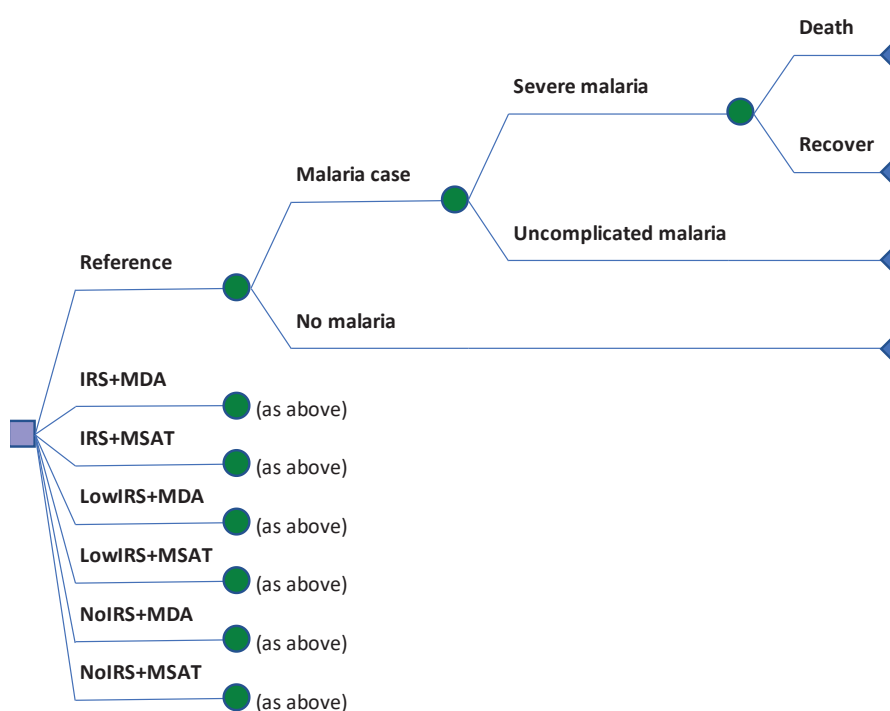 Death
Severe malaria
Recover
Malaria case
Uncomplicated malaria
Reference
No malaria
IRS+MDA
(as above)
IRS+MSAT
(as above)
LowIRS+MDA
(as above)
LowIRS+MSAT
(as above)
NoIRS+MDA
(as above)
NoIRS+MSAT
(as above)